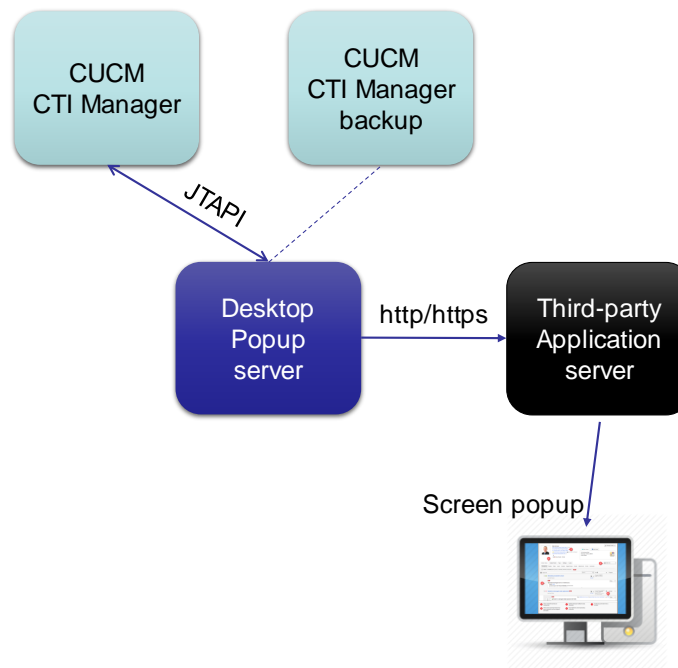 CUCM
CTI Manager
CUCM
CTI Manager
backup
JTAPI
Desktop
Popup
server
http/https
Third-party
Application
server
Screen popup